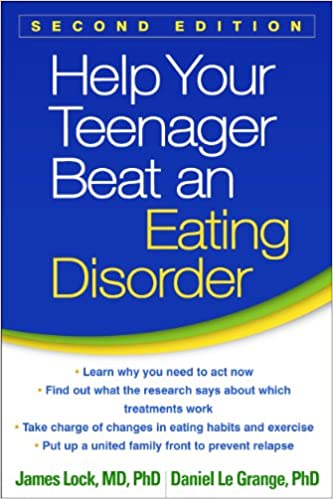 SECOND EDITION
Help Your
Teenager
Beat an
Eating
Disorder
• Learn why you need to act now
• Find out what the research says about which
treatments work
• Take charge of changes in eating habits and exercise
• Put up a united family front to prevent relapse
James Lock, MD, PhD | Daniel Le Grange, PhD